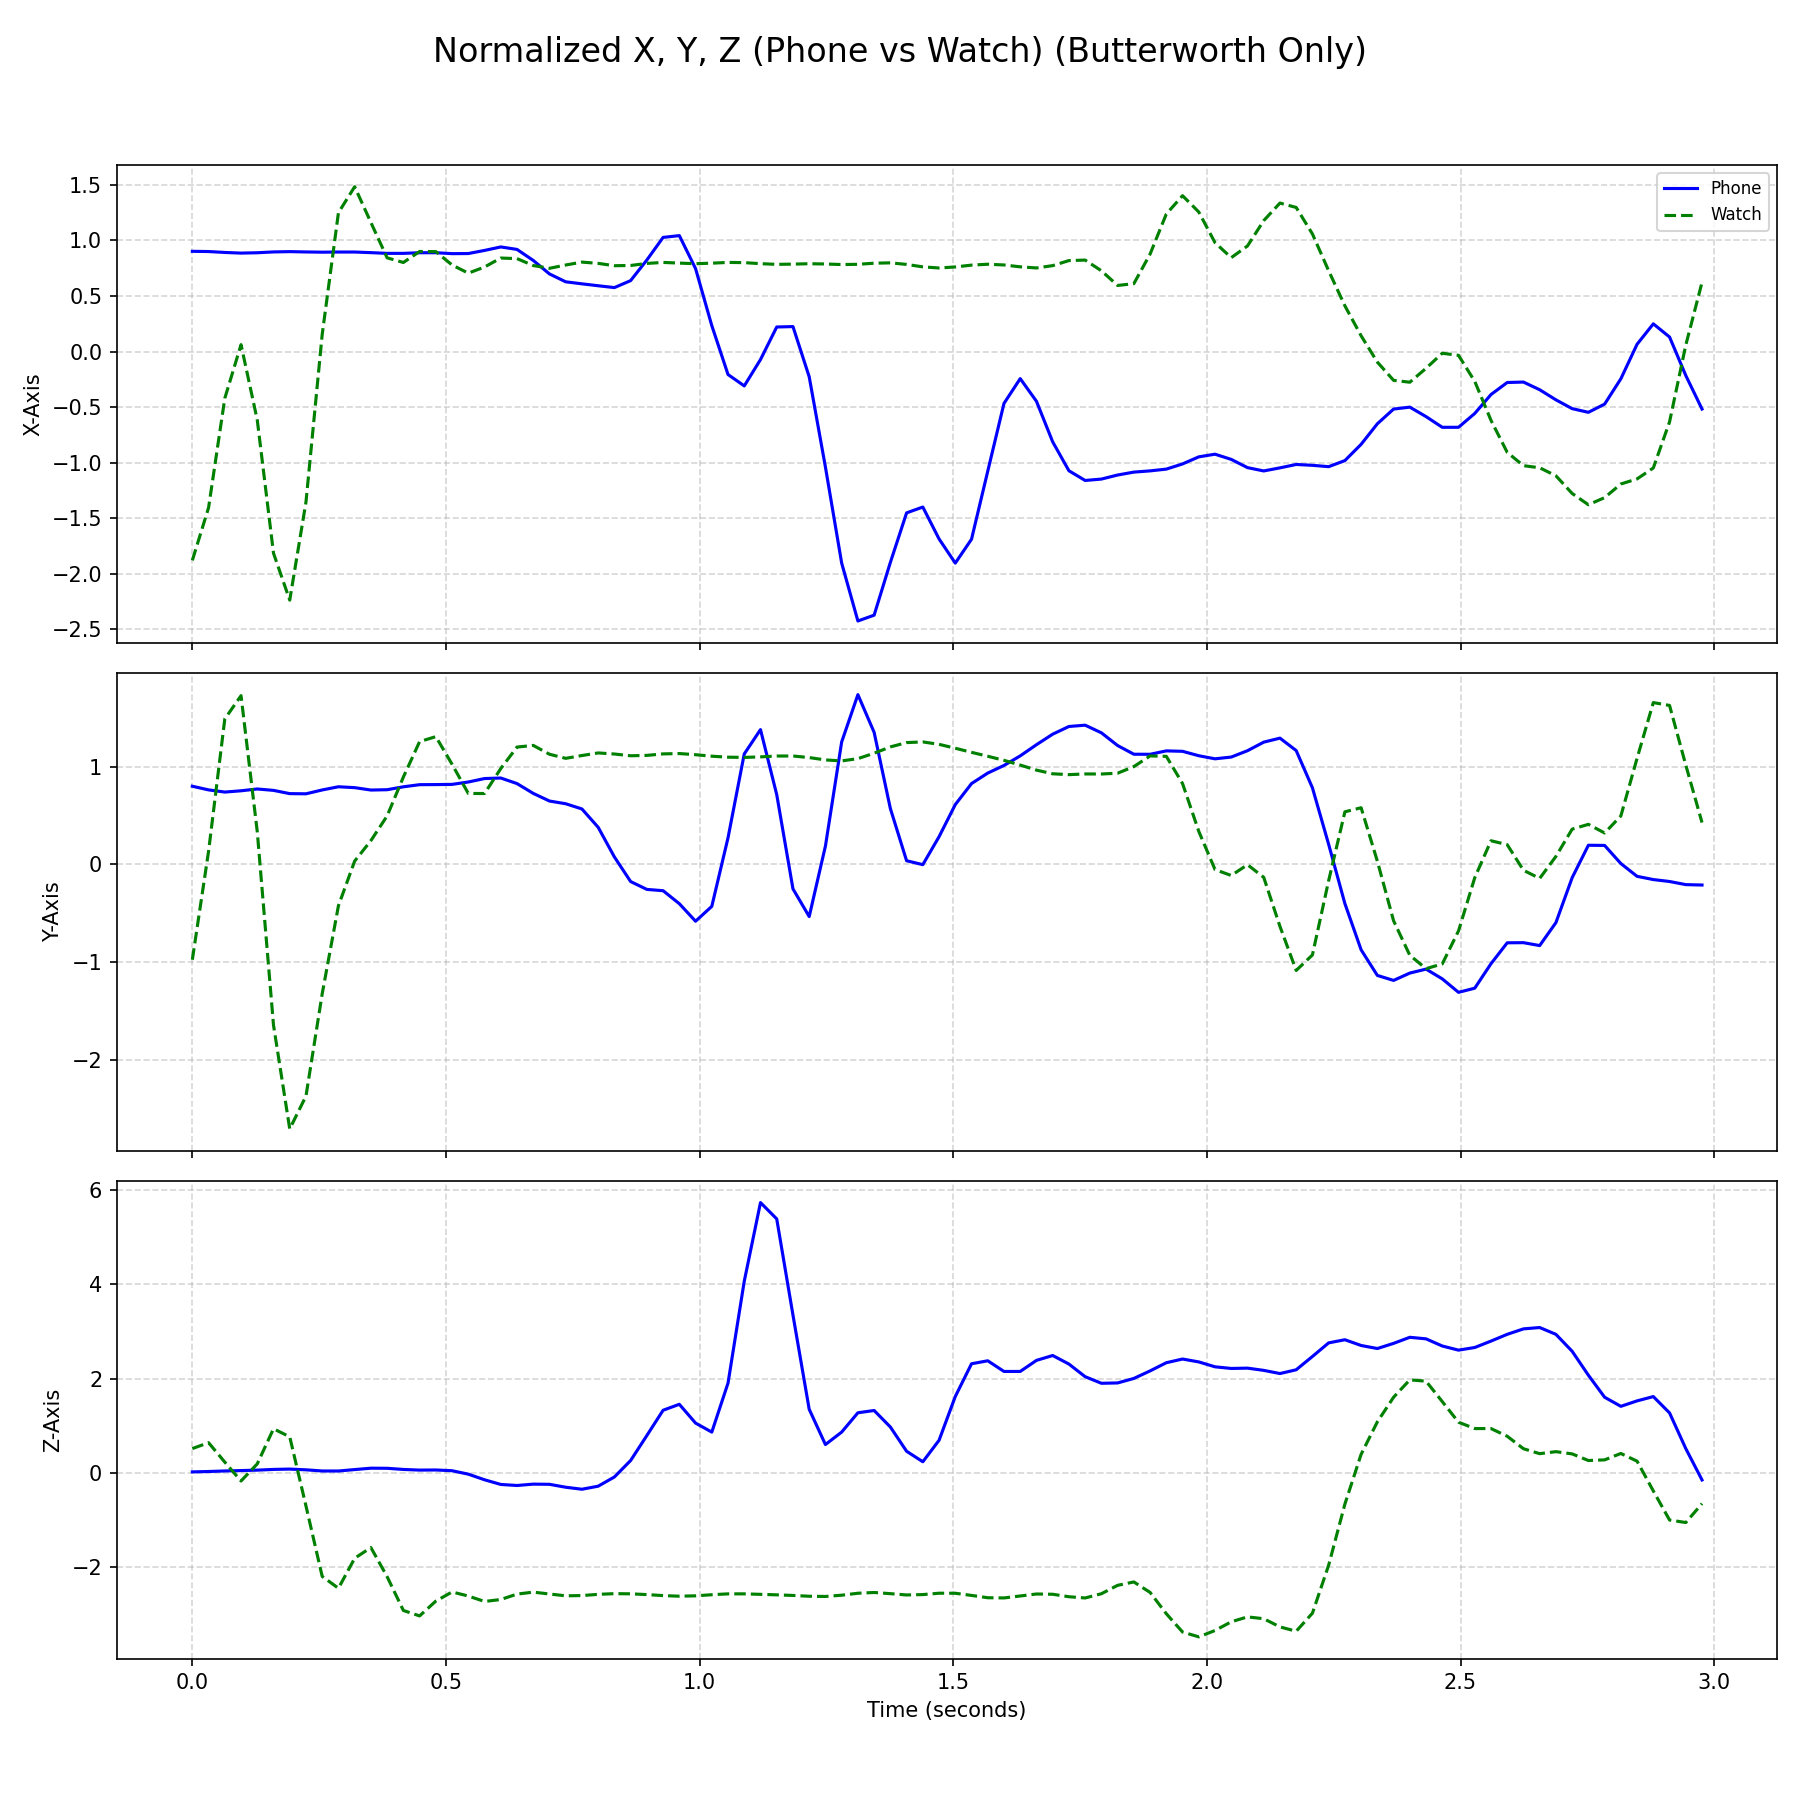 Normalized X, Y, Z (Phone vs Watch) (Butterworth Only)
Phone
Watch
1.5
1.0
0.5
0.0
−0.5
−1.0
−1.5
−2.0
−2.5
X-Axis
1
0
−1
−2
Y-Axis
6
4
2
0
−2
Z-Axis
0.0 0.5 1.0 1.5 2.0 2.5 3.0
Time (seconds)